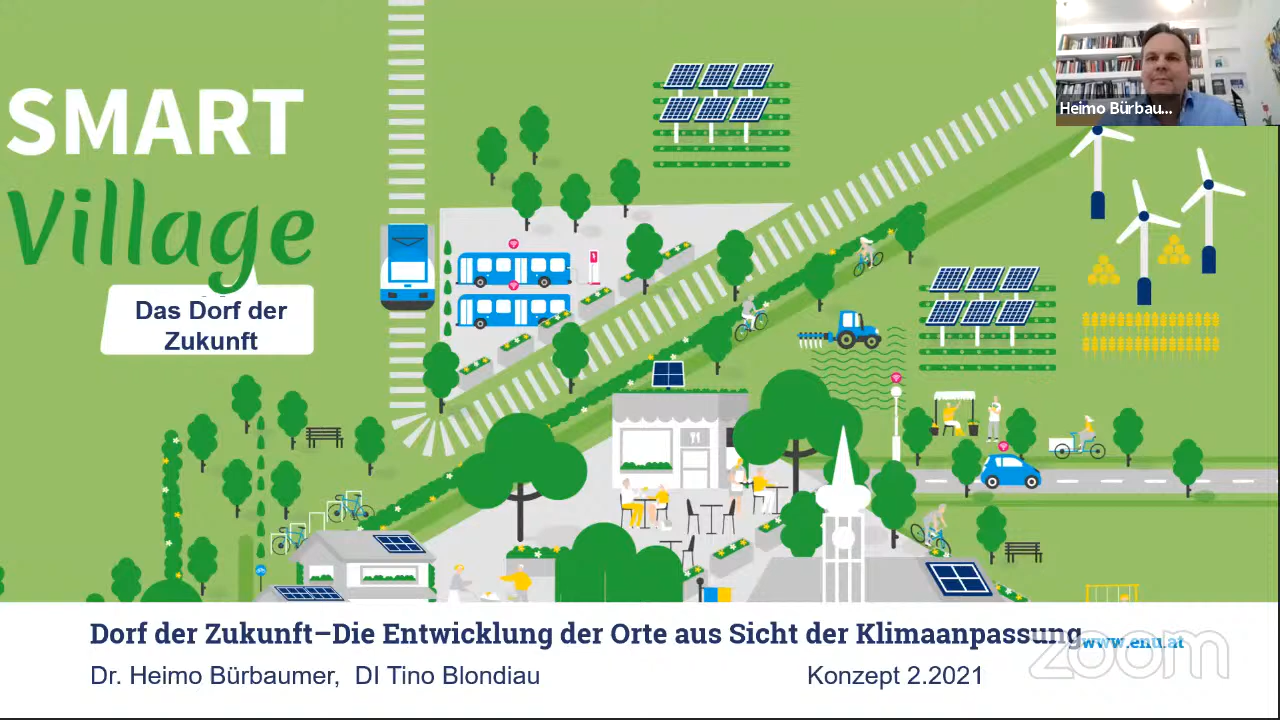 SMART
Village
Das Dorf der
Zukunft
Heimo Bürbau...
Dorf der Zukunft–Die Entwicklung der Orte aus Sicht der Klimaanpassung
www.enu.at
Dr. Heimo Bürbaumer, DI Tino Blondiau
Konzept 2.2021
zoom